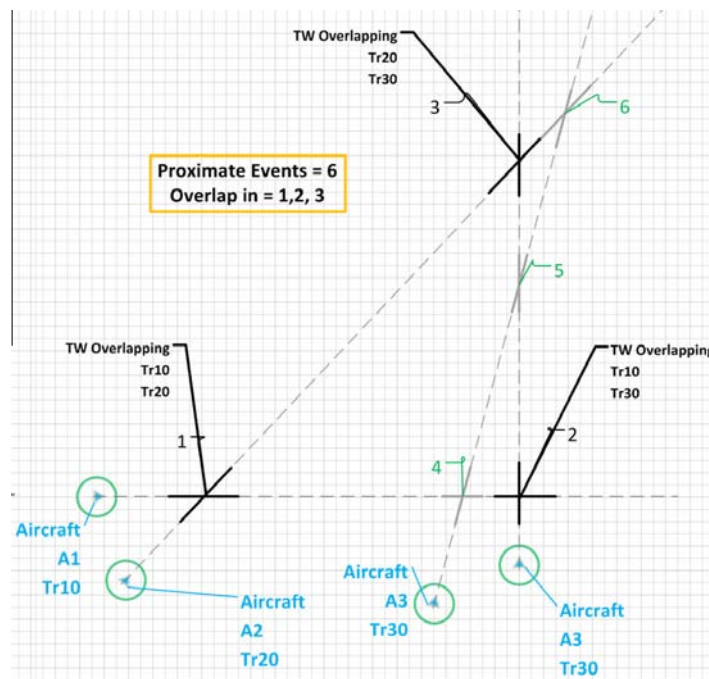 TW Overlapping
Tr20
Tr30
3
6
Proximate Events = 6
Overlap in = 1,2, 3
5
TW Overlapping
Tr10
Tr20
1
TW Overlapping
Tr10
Tr30
2
4
Aircraft
A1
Tr10
Aircraft
A2
Tr20
Aircraft
A3
Tr30
Aircraft
A3
Tr30